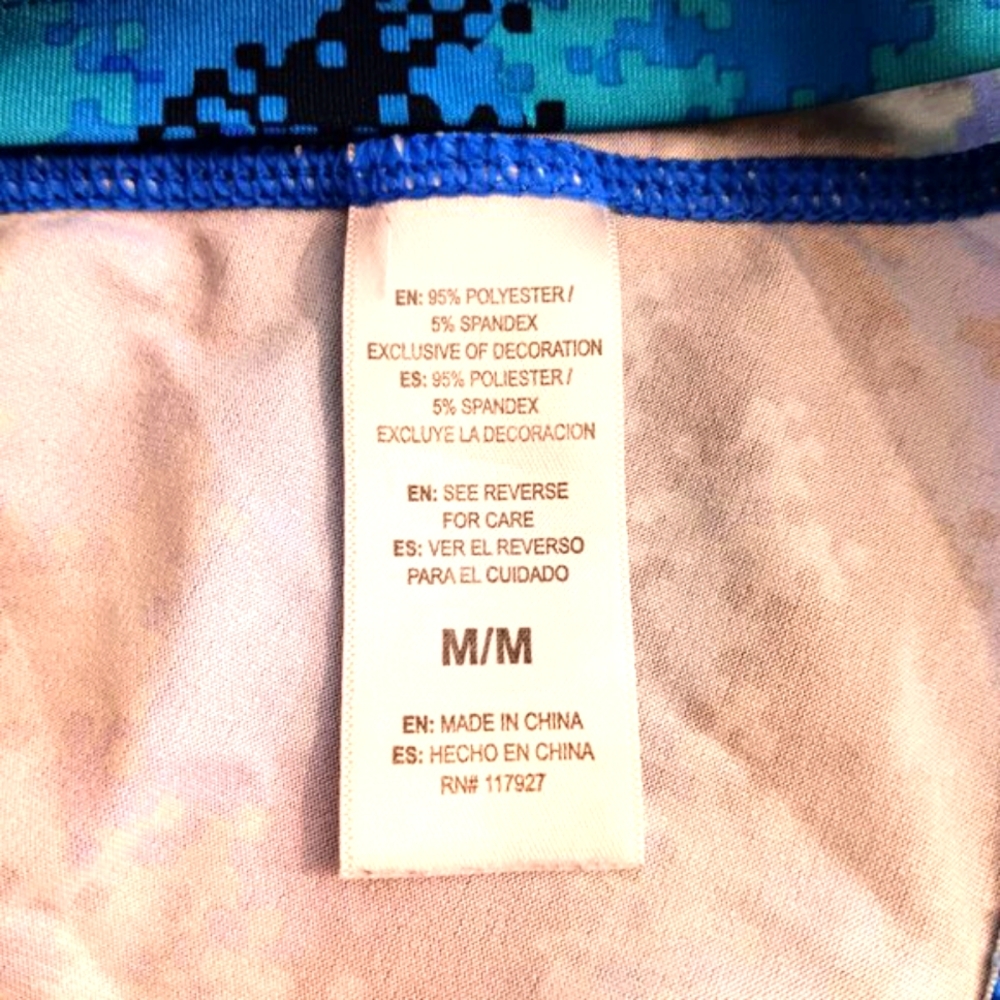 EN: 95% POLYESTER /
5% SPANDEX
EXCLUSIVE OF DECORATION
ES: 95% POLIESTER /
5% SPANDEX
EXCLUYE LA DECORACION
EN: SEE REVERSE
FOR CARE
ES: VER EL REVERSO
PARA EL CUIDADO
M/M
EN: MADE IN CHINA
ES: HECHO EN CHINA
RN# 117927